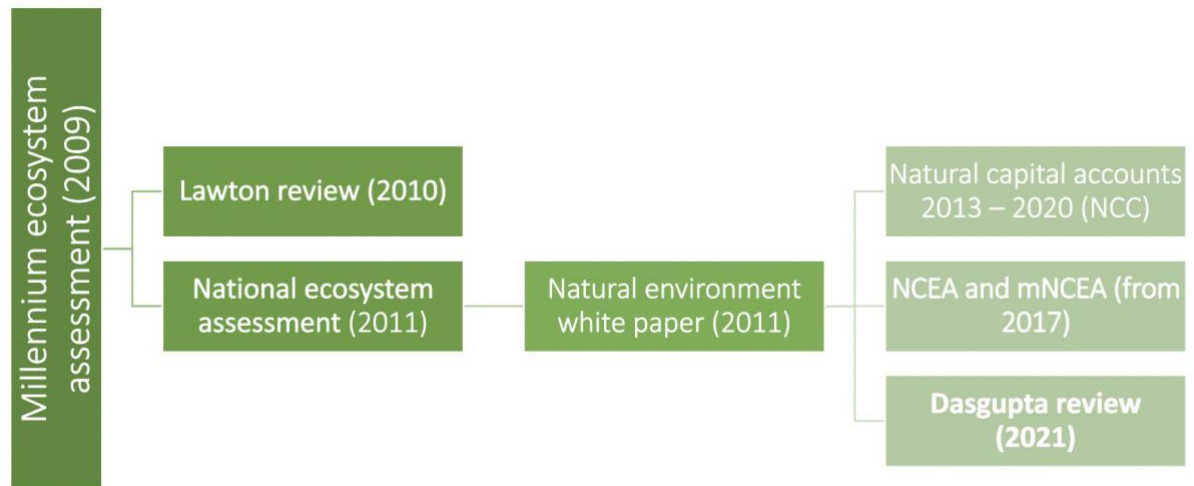 Millennium ecosystem
assessment (2009)
Lawton review (2010)
National ecosystem
assessment (2011)
Natural environment
white paper (2011)
Natural capital accounts
2013 – 2020 (NCC)
NCEA and mNCEA (from
2017)
Dasgupta review
(2021)